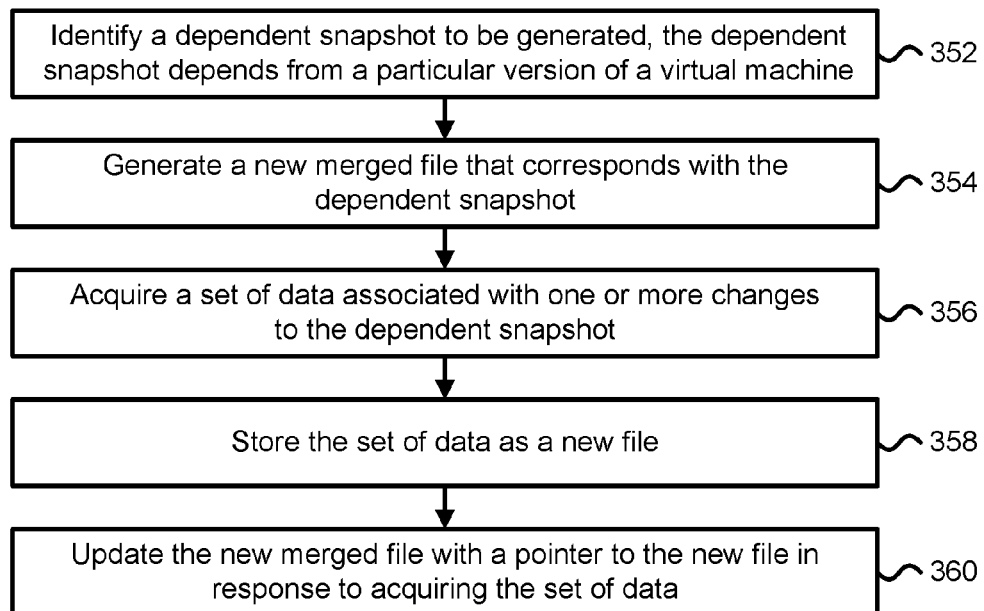 Identify a dependent snapshot to be generated, the dependent
snapshot depends from a particular version of a virtual machine
352
Generate a new merged file that corresponds with the
dependent snapshot
354
Acquire a set of data associated with one or more changes
to the dependent snapshot
356
Store the set of data as a new file
358
Update the new merged file with a pointer to the new file in
response to acquiring the set of data
360